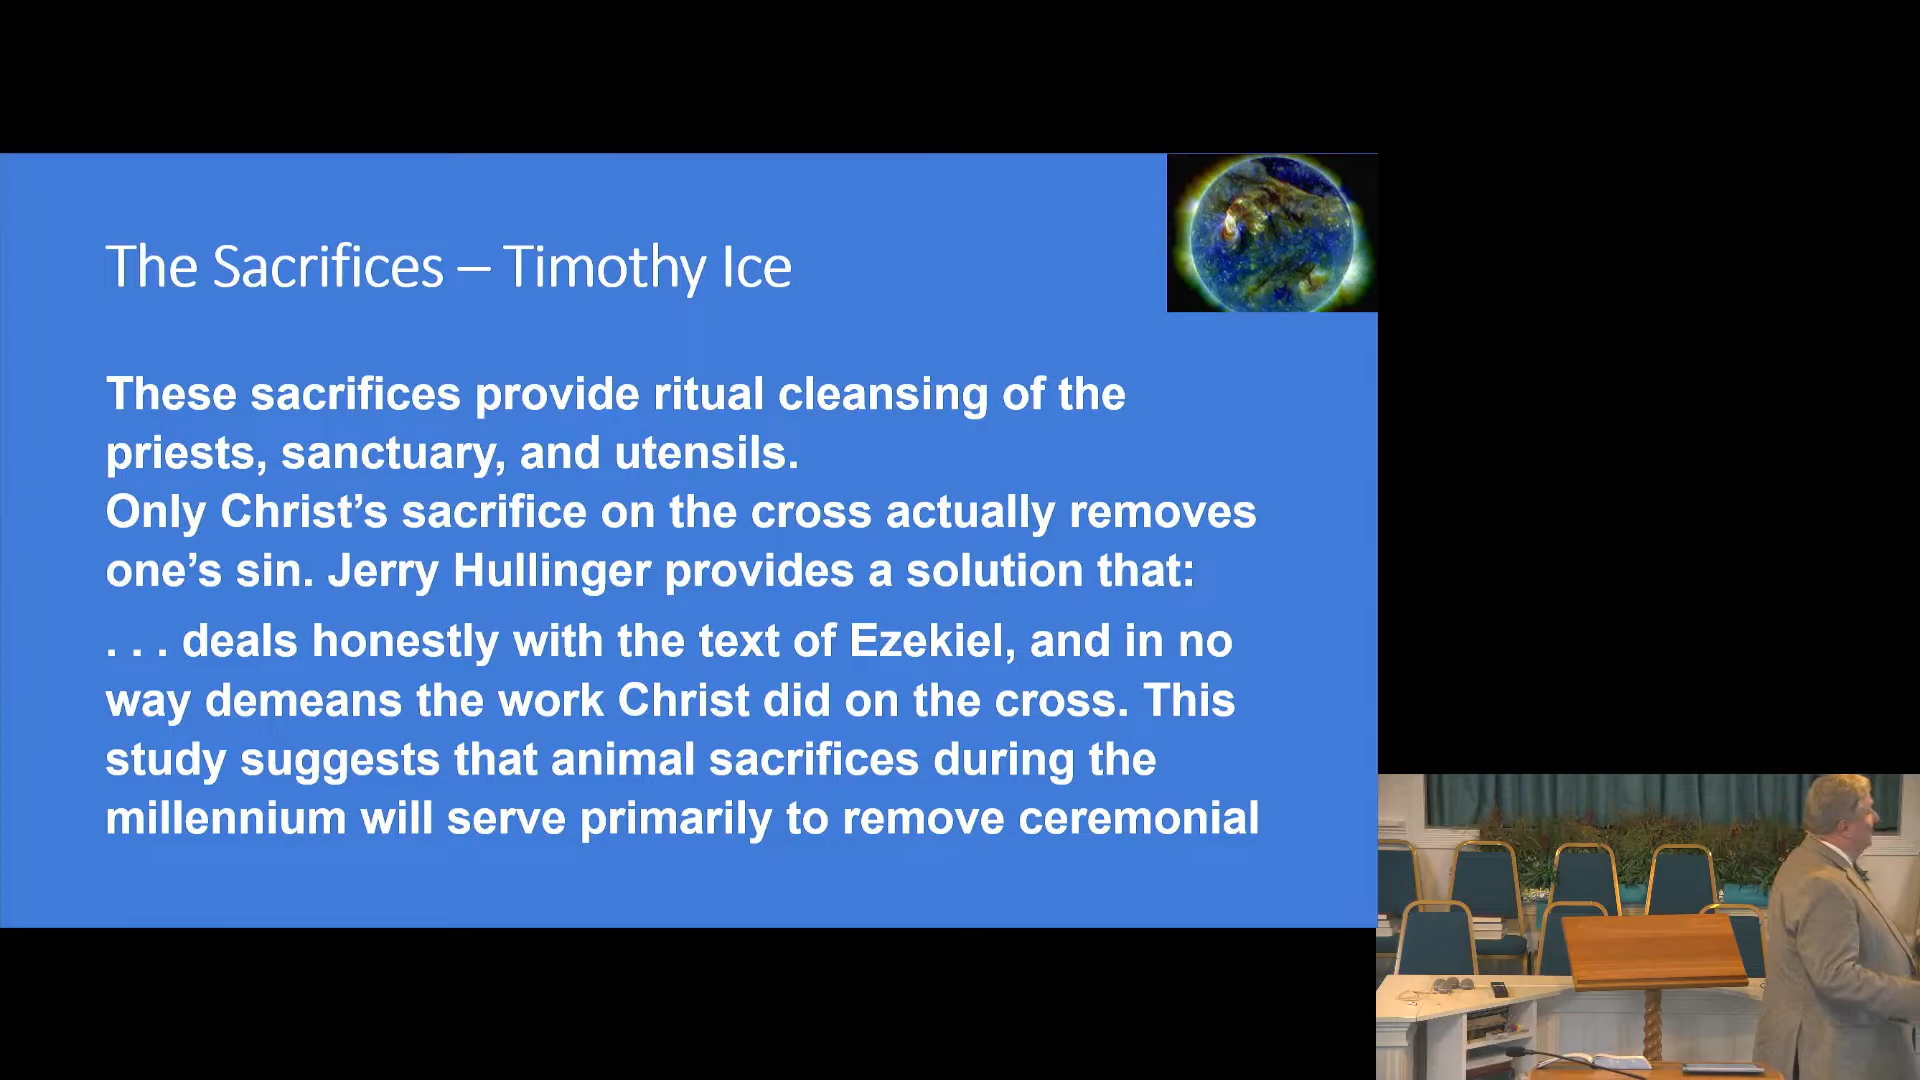 The Sacrifices – Timothy Ice
These sacrifices provide ritual cleansing of the
priests, sanctuary, and utensils.
Only Christ’s sacrifice on the cross actually removes
one’s sin. Jerry Hullinger provides a solution that:
. . . deals honestly with the text of Ezekiel, and in no
way demeans the work Christ did on the cross. This
study suggests that animal sacrifices during the
millennium will serve primarily to remove ceremonial